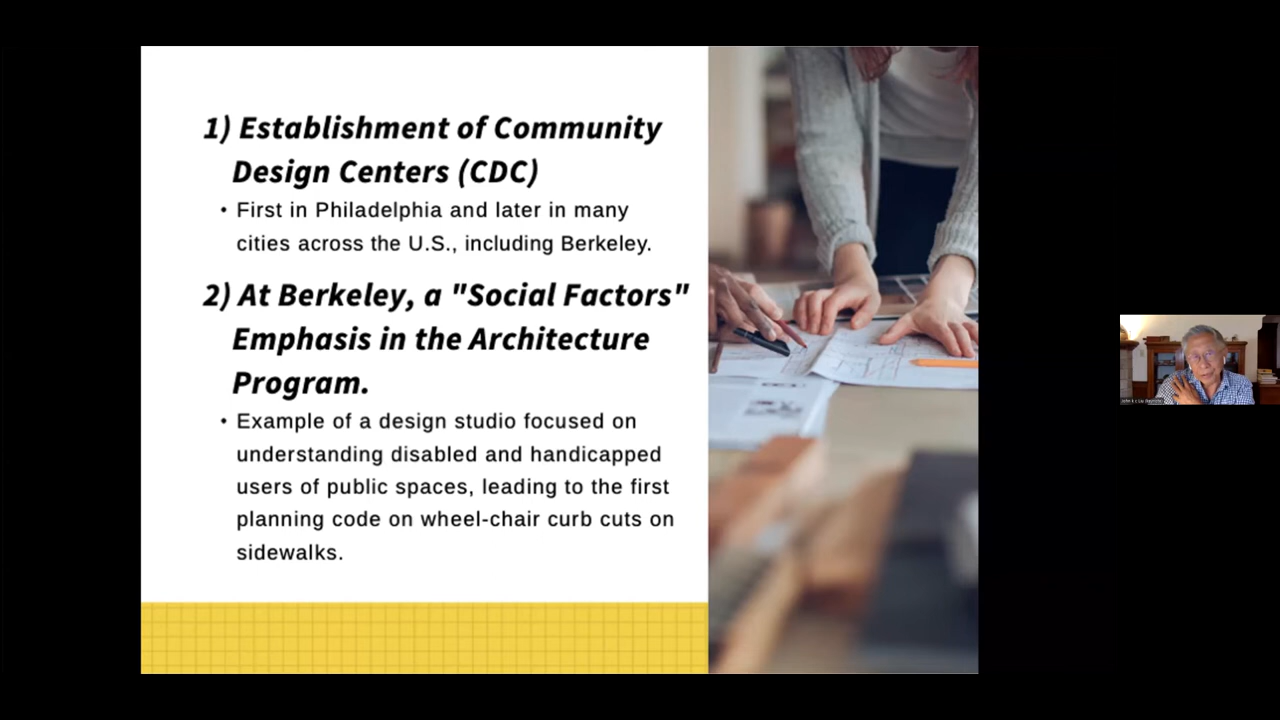 1) Establishment of Community
Design Centers (CDC)
• First in Philadelphia and later in many
cities across the U.S., including Berkeley.
2) At Berkeley, a "Social Factors"
Emphasis in the Architecture
Program.
• Example of a design studio focused on
understanding disabled and handicapped
users of public spaces, leading to the first
planning code on wheel-chair curb cuts on
sidewalks.